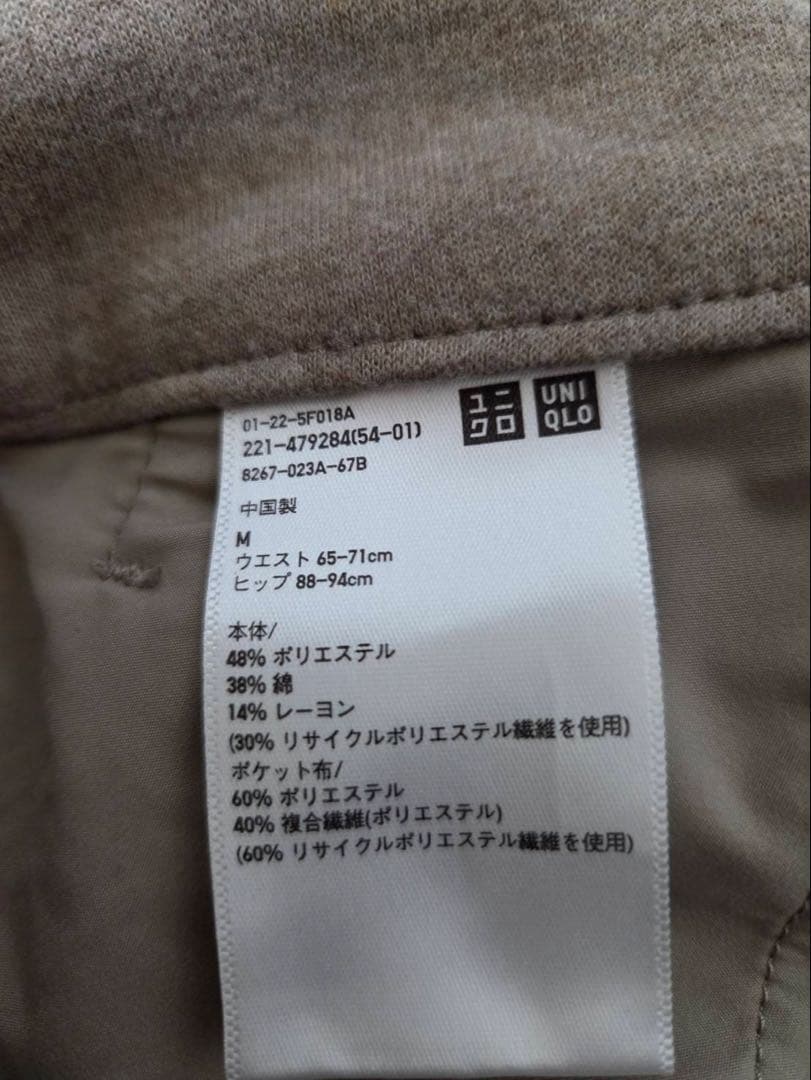 01-22-5F018A
221-479284(54-01)
8267-023A-67B
ユニ
クロ
UNI
QLO
中国製
M
ウエスト 65-71cm
ヒップ 88-94cm
本体/
48% ポリエステル
38% 綿
14% レーヨン
(30% リサイクルポリエステル繊維を使用)
ポケット布/
60% ポリエステル
40% 複合繊維(ポリエステル)
(60% リサイクルポリエステル繊維を使用)